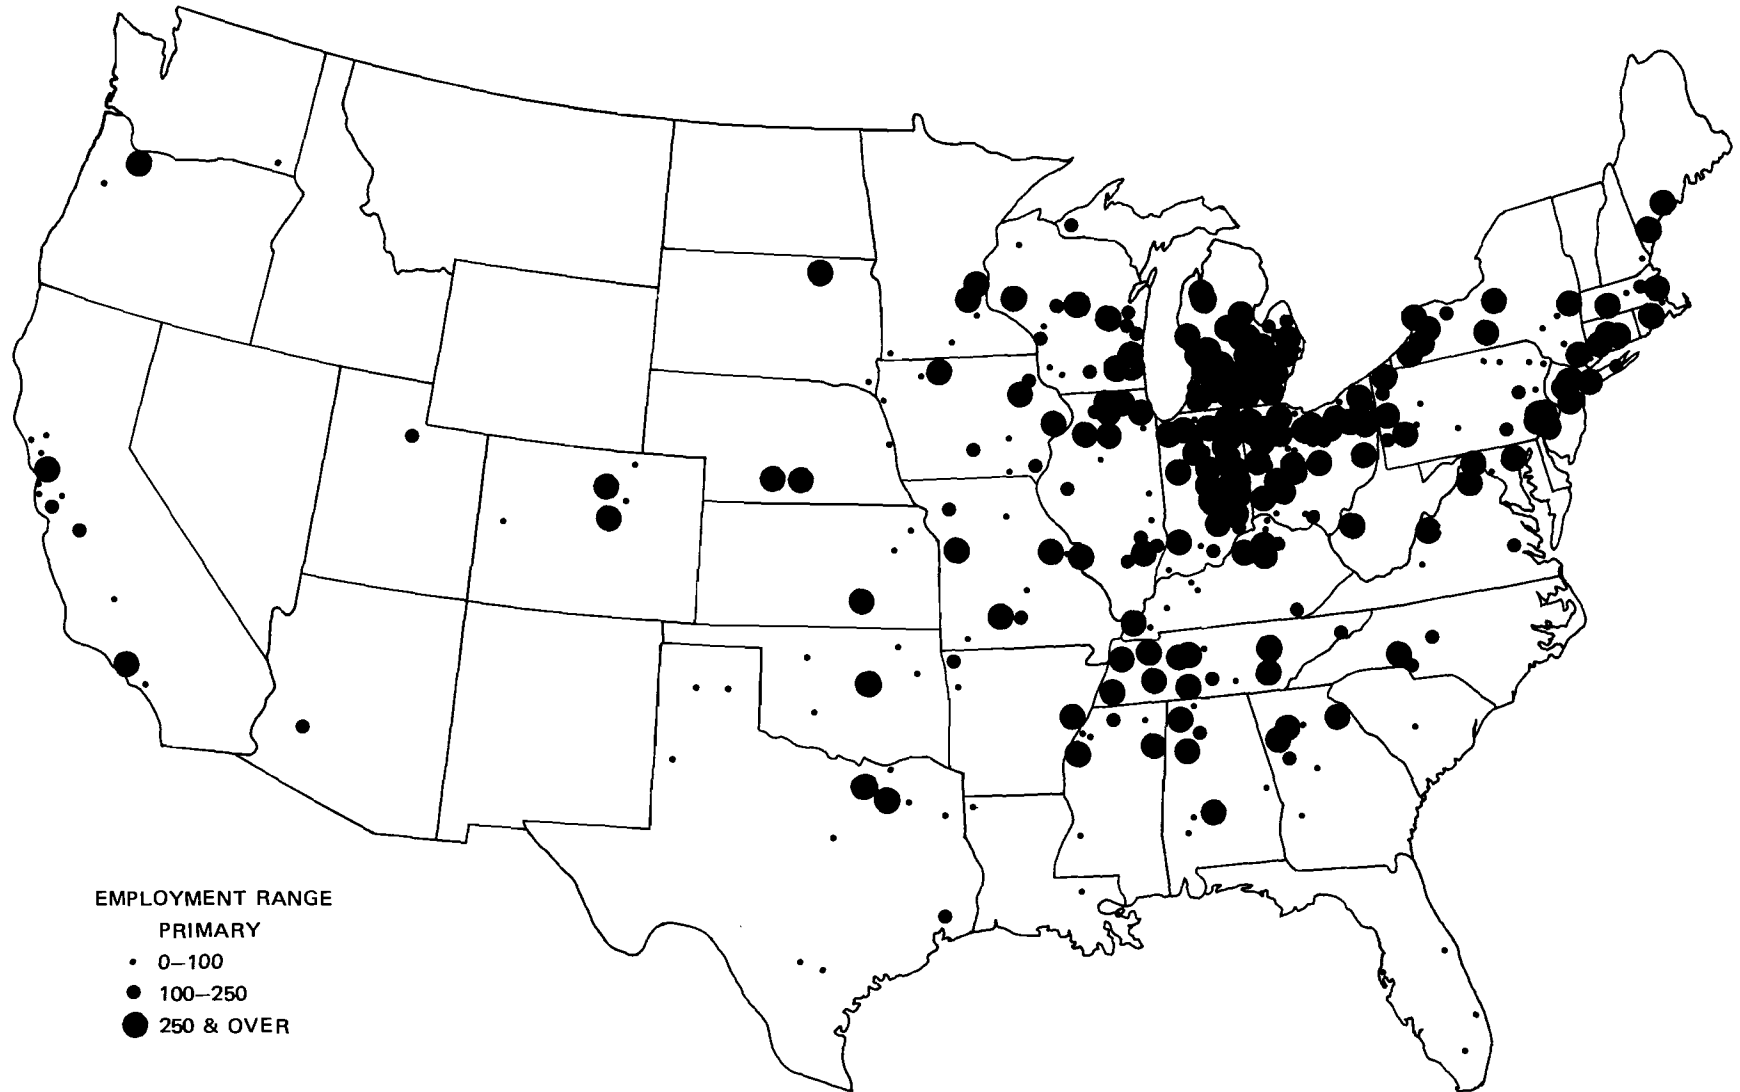 EMPLOYMENT RANGE
PRIMARY
0–100
100–250
250 & OVER